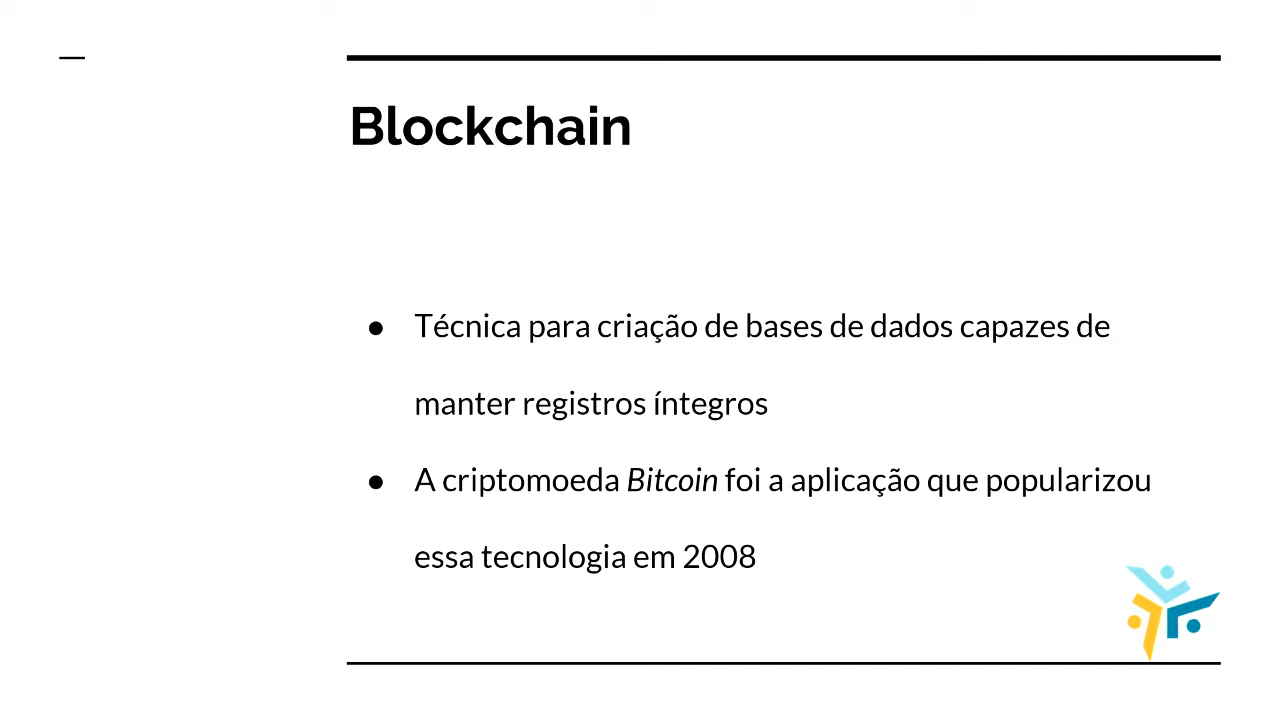 Blockchain
● Técnica para criação de bases de dados capazes de
manter registros íntegros
● A criptomoeda Bitcoin foi a aplicação que popularizou
essa tecnologia em 2008